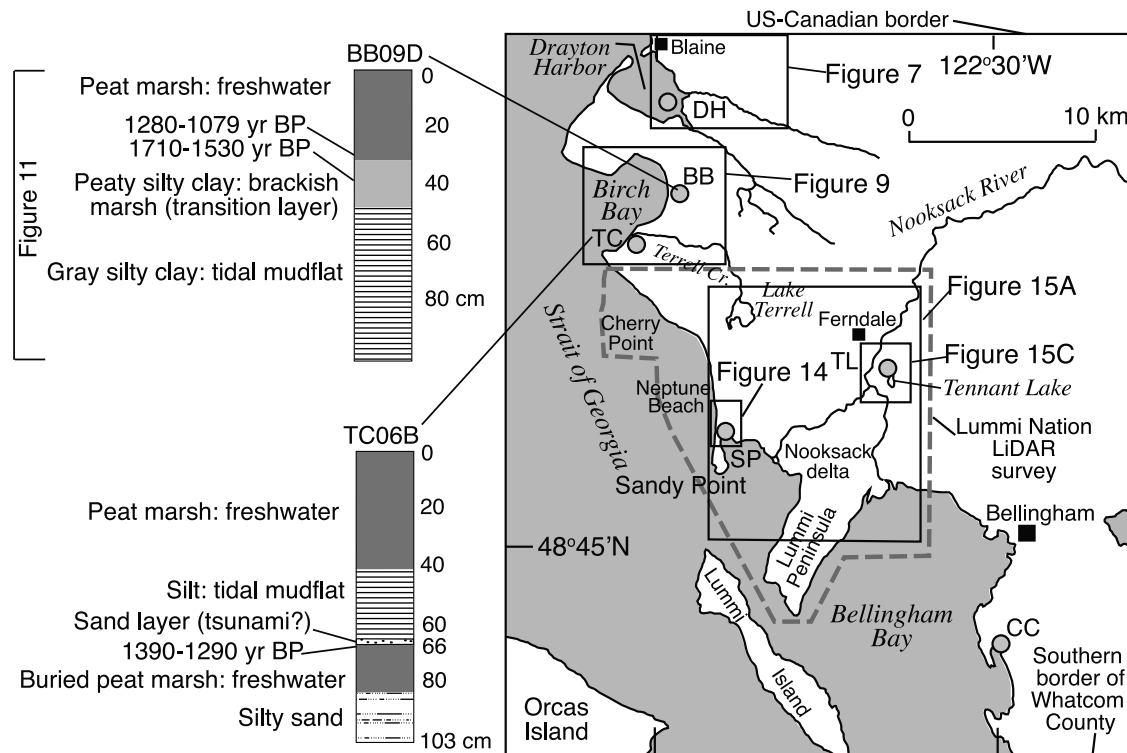 US-Canadian border
BB09D
Figure 11
Peat marsh: freshwater
1280-1079 yr BP
1710-1530 yr BP
Peaty silty clay: brackish
marsh (transition layer)
Gray silty clay: tidal mudflat
0
20
40
60
80 cm
TC06B
Peat marsh: freshwater
Silt: tidal mudflat
Sand layer (tsunami?)
1390-1290 yr BP
Buried peat marsh: freshwater
Silty sand
0
20
40
60
66
80
103 cm
Drayton
Harbor
Blaine
Figure 7
122°30'W
DH
0
10 km
Birch
Bay
BB
Figure 9
Nooksack River
TC
Terrell Cr.
Lake
Terrell
Figure 15A
Cherry
Point
Ferndale
Strait of Georgia
Figure 14
TL
Figure 15C
Tennant Lake
Neptune
Beach
SP
Sandy Point
Nooksack
delta
Lummi Nation
LiDAR
survey
Bellingham
48°45'N
Lummi
Peninsula
Lummi
Island
Bellingham
Bay
CC
Southern
border of
Whatcom
County
Orcas
Island